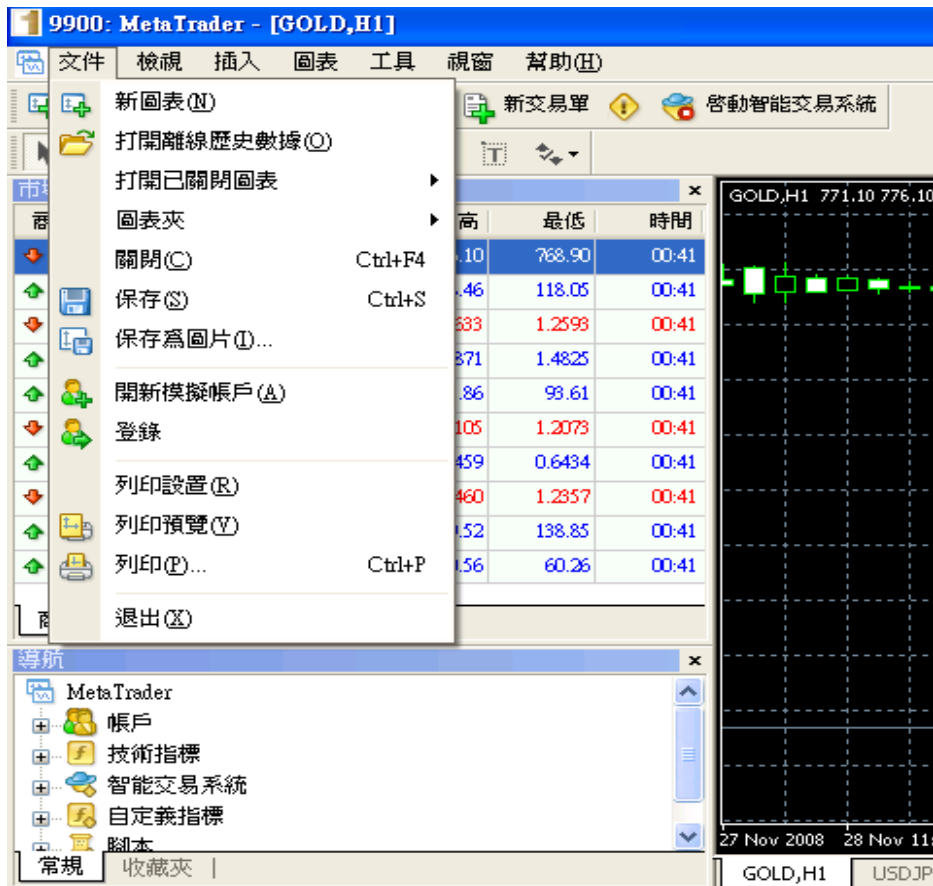 9900: MetaTrader - [GOLD,H1]
文件 檢視 插入 圖表 工具 視窗 幫助(H)
新圖表(N)
新交易單 啓動智能交易系統
打開離線歷史數據(O)
T
打開已關閉圖表
圖表夾
關閉(C) Ctrl+F4
保存(S) Ctrl+S
保存爲圖片(I)...
開新模擬帳戶(A)
登錄
列印設置(R)
列印預覽(V)
列印(P)... Ctrl+P
退出(X)
高 最低 時間
.10 768.90 00:41
.46 118.05 00:41
633 1.2593 00:41
871 1.4825 00:41
.86 93.61 00:41
105 1.2073 00:41
459 0.6434 00:41
460 1.2357 00:41
.52 138.85 00:41
.56 60.26 00:41
導航
MetaTrader
帳戶
技術指標
智能交易系統
自定義指標
腳本
常規 收藏夾
GOLD,H1 771.10 776.10
27 Nov 2008 28 Nov 11:
GOLD,H1 USDJP